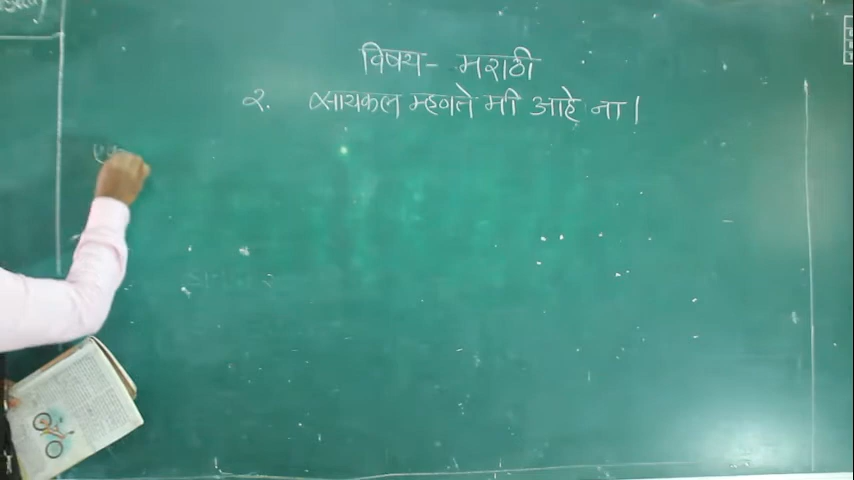 विषय- मराठी
२. सायकल म्हणते मी आहे ना।